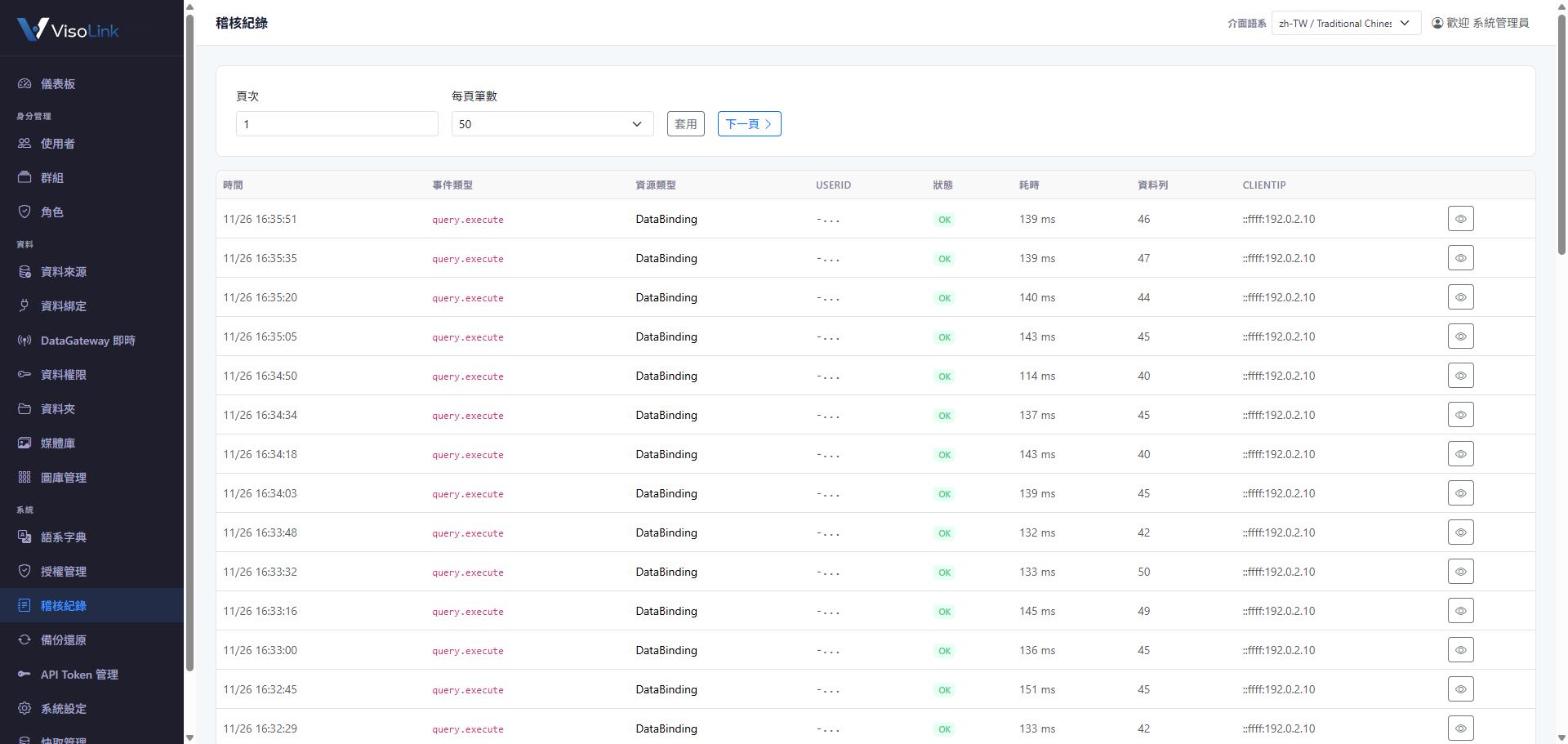 VisoLink
稽核紀錄
介面語系 zh-TW / Traditional Chines 歡迎 系統管理員
儀表板
身分管理
使用者
群組
角色
資料
資料來源
資料綁定
DataGateway 即時
資料權限
資料夾
媒體庫
圖庫管理
系統
語系字典
授權管理
稽核紀錄
備份還原
API Token 管理
系統設定
快取管理
頁次 每頁筆數
1 50 套用 下一頁
時間 事件類型 資源類型 USERID 狀態 耗時 資料列 CLIENTIP
11/26 16:35:51 query.execute DataBinding -... OK 139 ms 46 ::ffff:192.0.2.10
11/26 16:35:35 query.execute DataBinding -... OK 139 ms 47 ::ffff:192.0.2.10
11/26 16:35:20 query.execute DataBinding -... OK 140 ms 44 ::ffff:192.0.2.10
11/26 16:35:05 query.execute DataBinding -... OK 143 ms 45 ::ffff:192.0.2.10
11/26 16:34:50 query.execute DataBinding -... OK 114 ms 40 ::ffff:192.0.2.10
11/26 16:34:34 query.execute DataBinding -... OK 137 ms 45 ::ffff:192.0.2.10
11/26 16:34:18 query.execute DataBinding -... OK 143 ms 40 ::ffff:192.0.2.10
11/26 16:34:03 query.execute DataBinding -... OK 139 ms 45 ::ffff:192.0.2.10
11/26 16:33:48 query.execute DataBinding -... OK 132 ms 42 ::ffff:192.0.2.10
11/26 16:33:32 query.execute DataBinding -... OK 133 ms 50 ::ffff:192.0.2.10
11/26 16:33:16 query.execute DataBinding -... OK 145 ms 49 ::ffff:192.0.2.10
11/26 16:33:00 query.execute DataBinding -... OK 136 ms 45 ::ffff:192.0.2.10
11/26 16:32:45 query.execute DataBinding -... OK 151 ms 45 ::ffff:192.0.2.10
11/26 16:32:29 query.execute DataBinding -... OK 133 ms 42 ::ffff:192.0.2.10